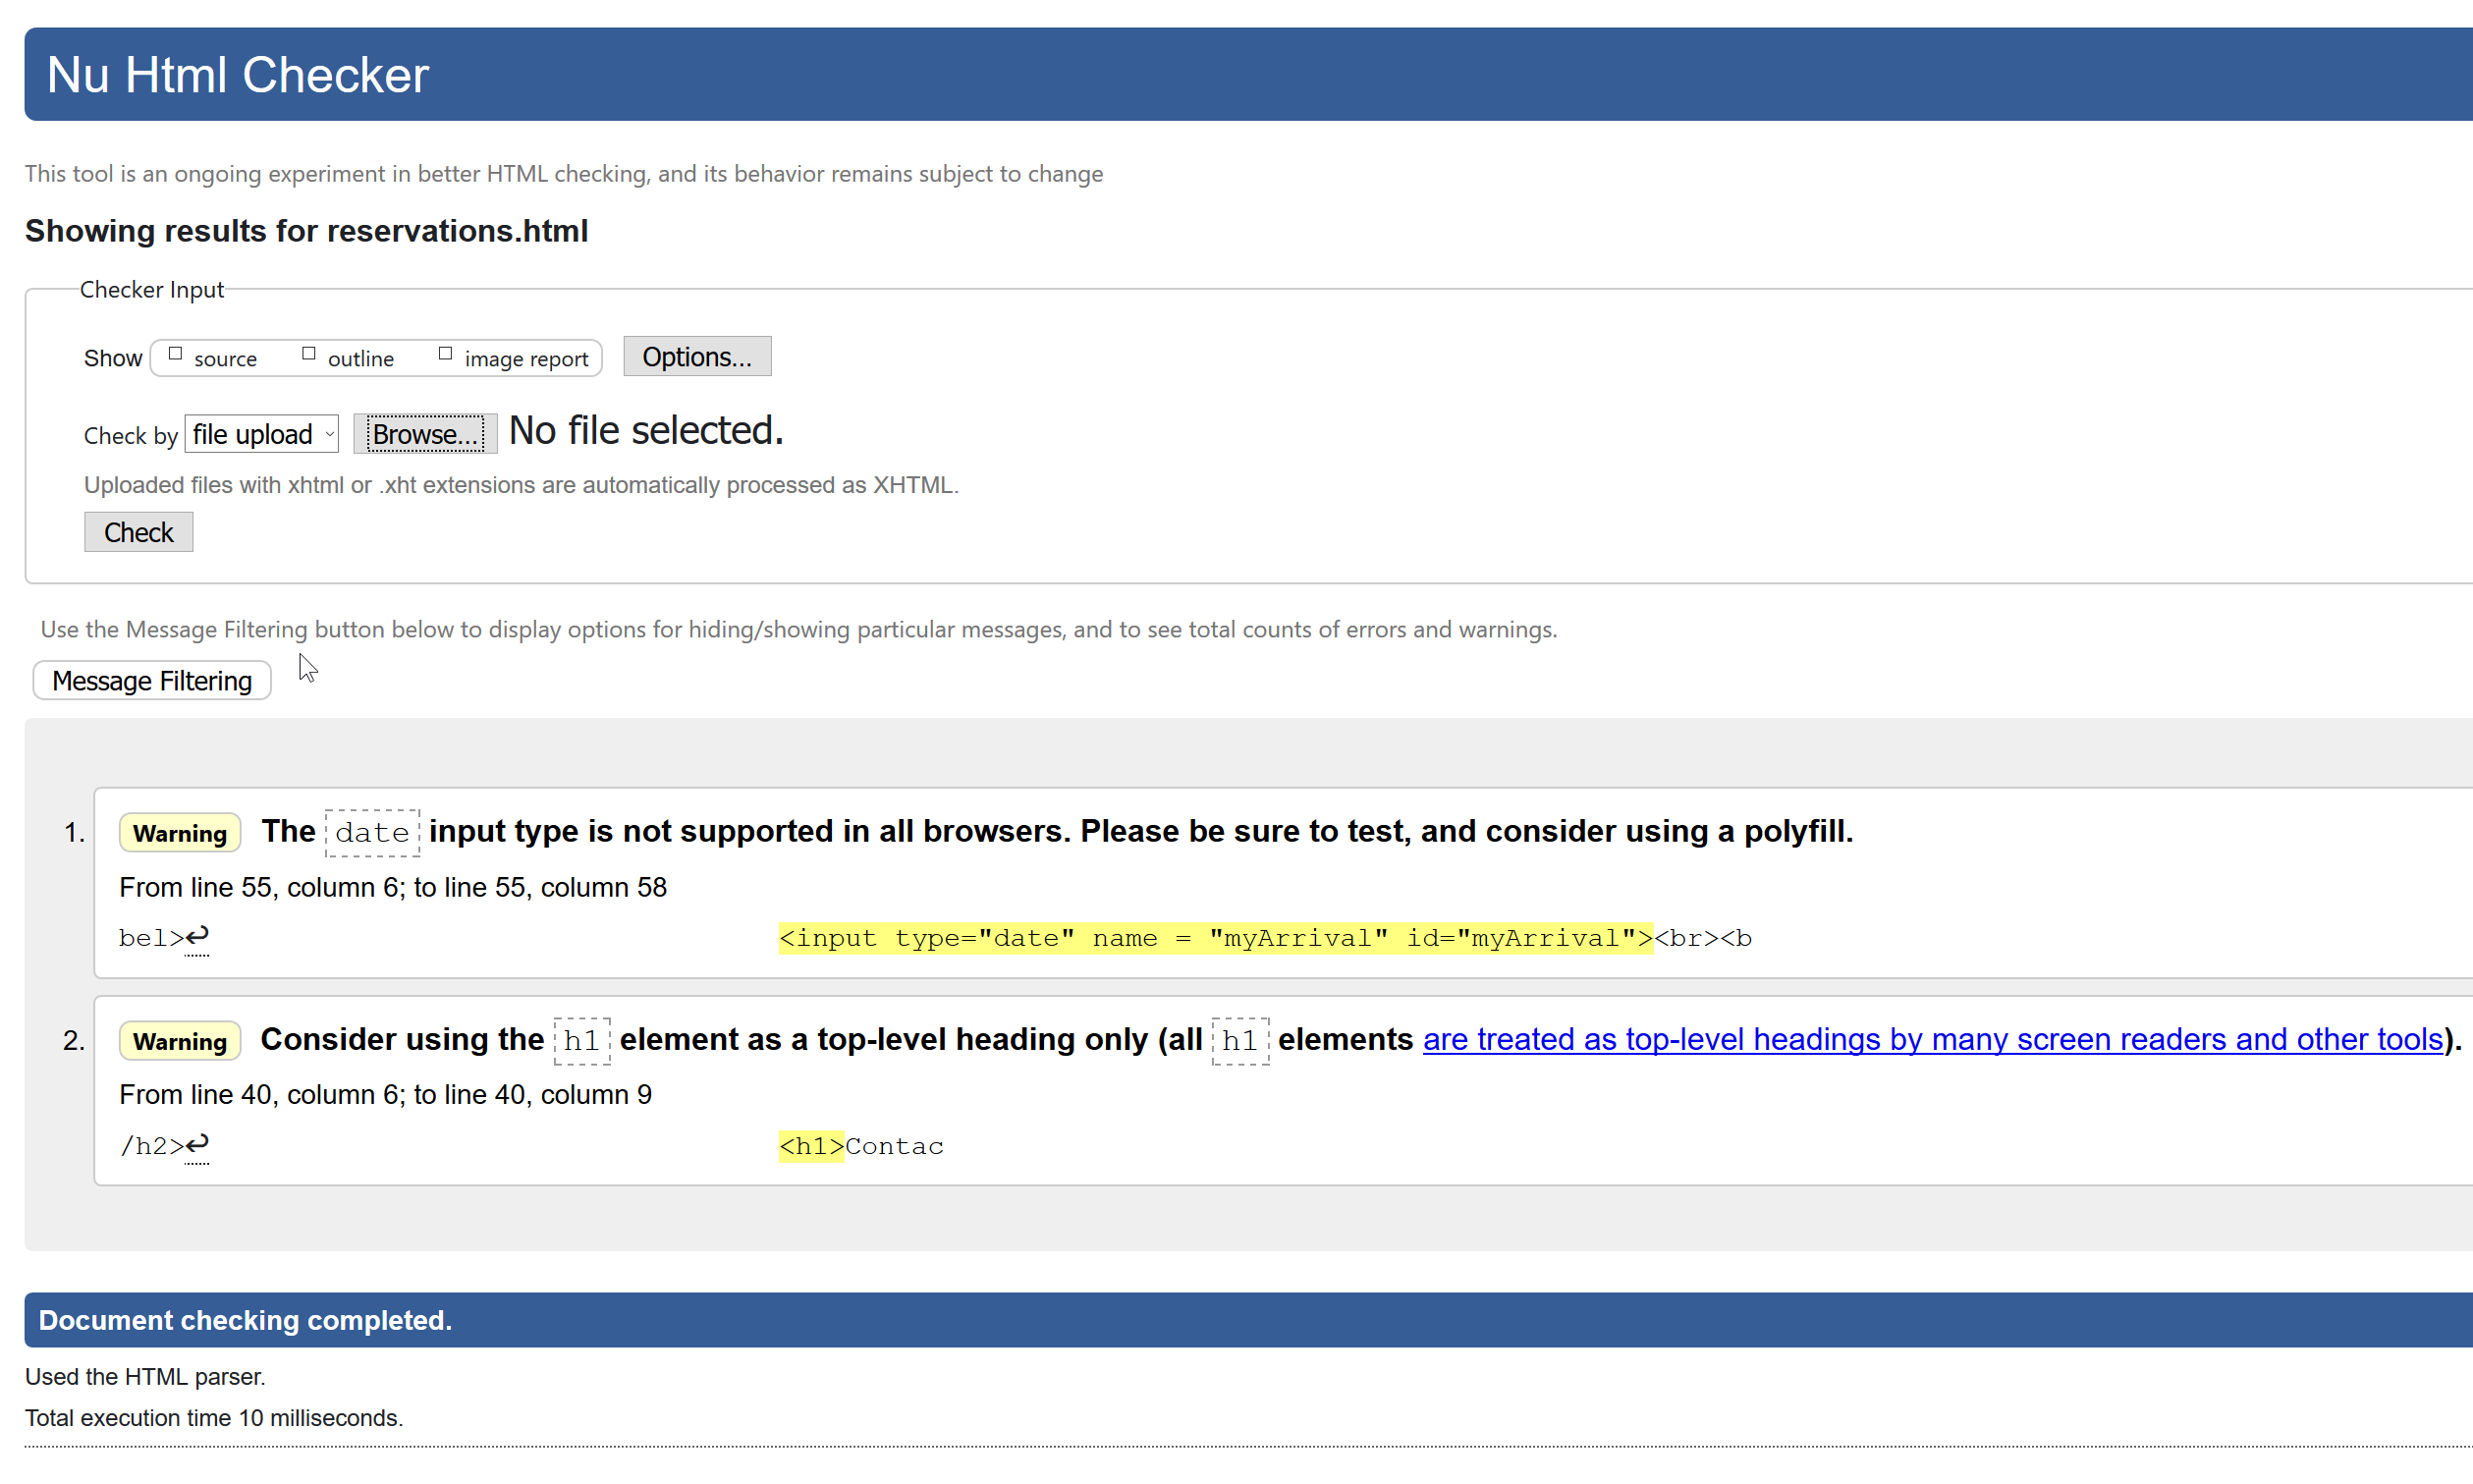 Nu Html Checker
This tool is an ongoing experiment in better HTML checking, and its behavior remains subject to change
Showing results for reservations.html
Checker Input
Show source outline image report Options...
Check by file upload Browse... No file selected.
Uploaded files with xhtml or .xht extensions are automatically processed as XHTML.
Check
Use the Message Filtering button below to display options for hiding/showing particular messages, and to see total counts of errors and warnings.
Message Filtering
1. Warning The date input type is not supported in all browsers. Please be sure to test, and consider using a polyfill.
From line 55, column 6; to line 55, column 58
bel>↩ <input type="date" name = "myArrival" id="myArrival"><br><b
2. Warning Consider using the h1 element as a top-level heading only (all h1 elements are treated as top-level headings by many screen readers and other tools).
From line 40, column 6; to line 40, column 9
/h2>↩ <h1>Contac
Document checking completed.
Used the HTML parser.
Total execution time 10 milliseconds.